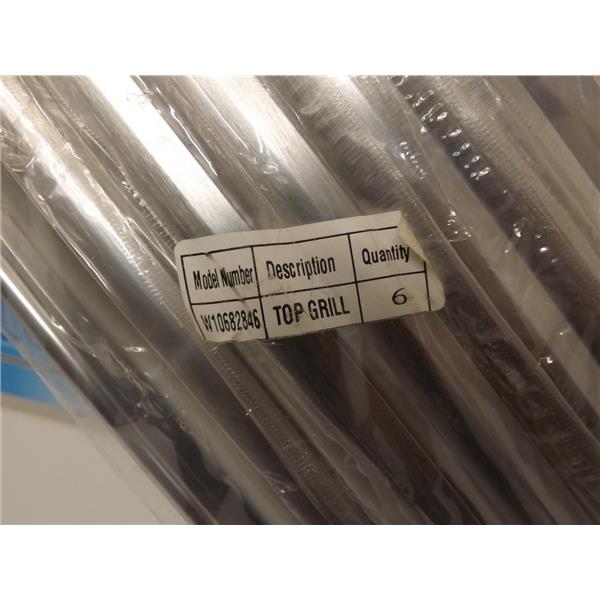 Model Number Description Quantity
W10682846 TOP GRILL 6